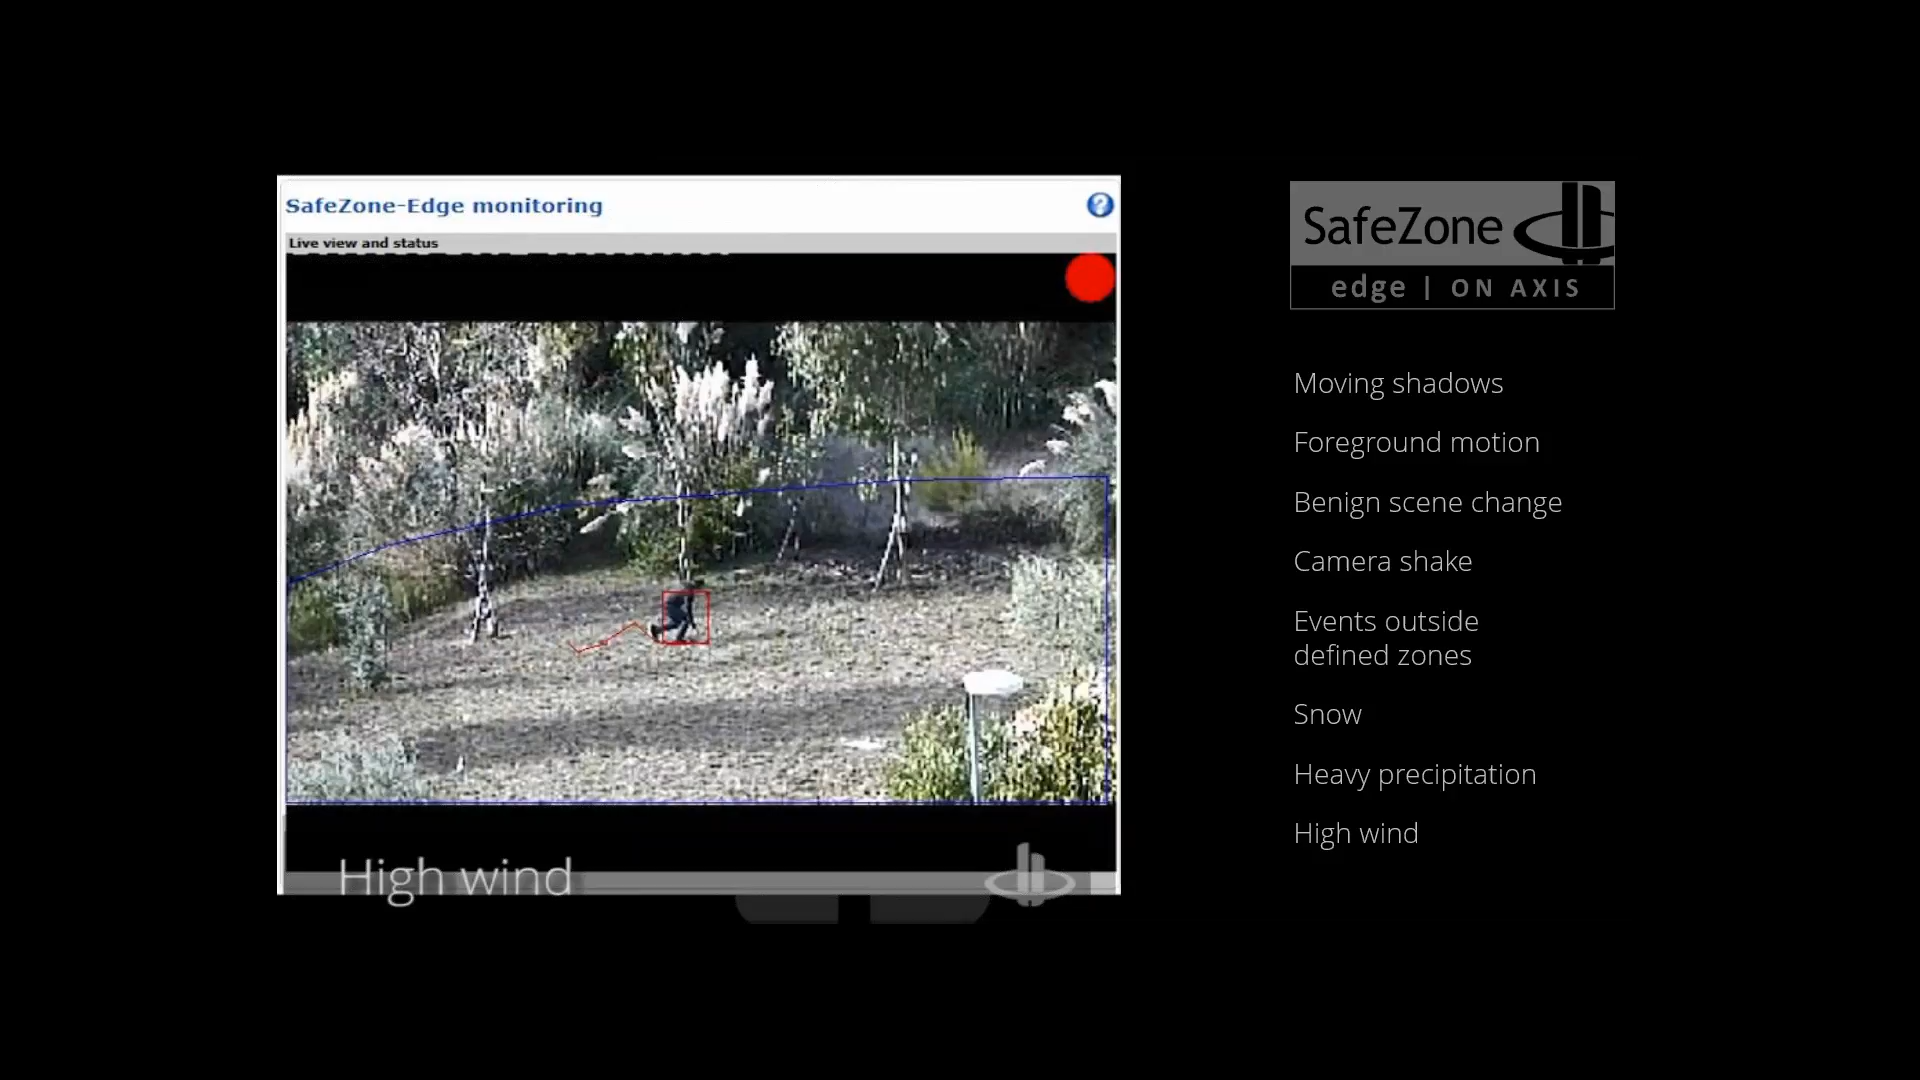 SafeZone-Edge monitoring
?
Live view and status
High wind
SafeZone
edge | ON AXIS
Moving shadows
Foreground motion
Benign scene change
Camera shake
Events outside
defined zones
Snow
Heavy precipitation
High wind